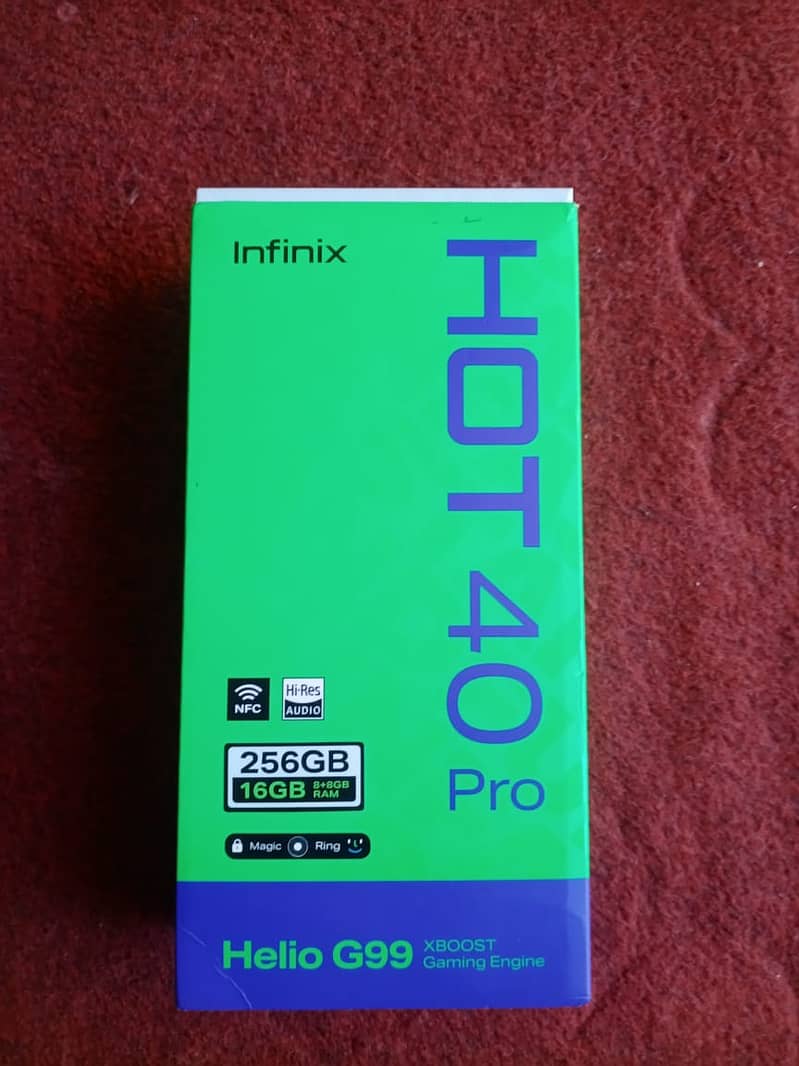 Infinix
HOT 40
Pro
NFC
Hi-Res
AUDIO
256GB
16GB 8+8GB
RAM
Magic Ring
Helio G99 XBOOST
Gaming Engine